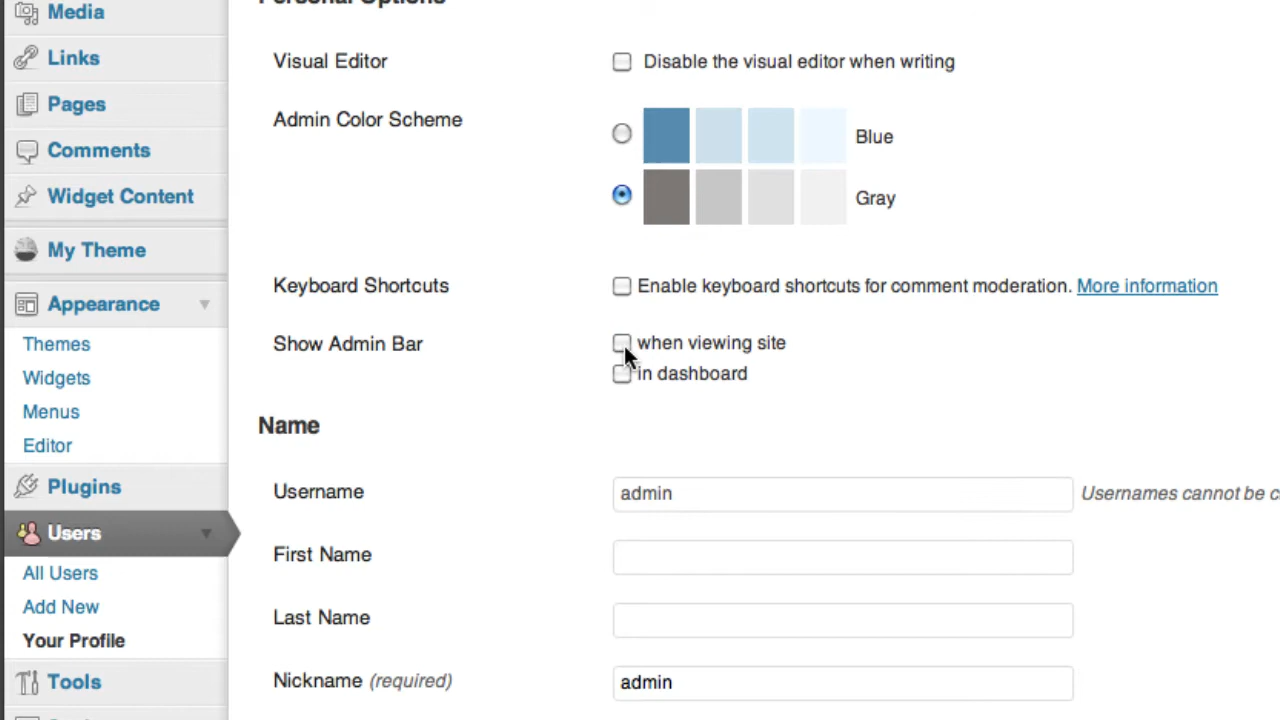 Media
Links
Pages
Comments
Widget Content
My Theme
Appearance
Themes
Widgets
Menus
Editor
Plugins
Users
All Users
Add New
Your Profile
Tools
Personal Options
Visual Editor
Disable the visual editor when writing
Admin Color Scheme
Blue
Gray
Keyboard Shortcuts
Enable keyboard shortcuts for comment moderation. More information
Show Admin Bar
when viewing site
in dashboard
Name
Username
admin
Usernames cannot be
First Name
Last Name
Nickname (required)
admin